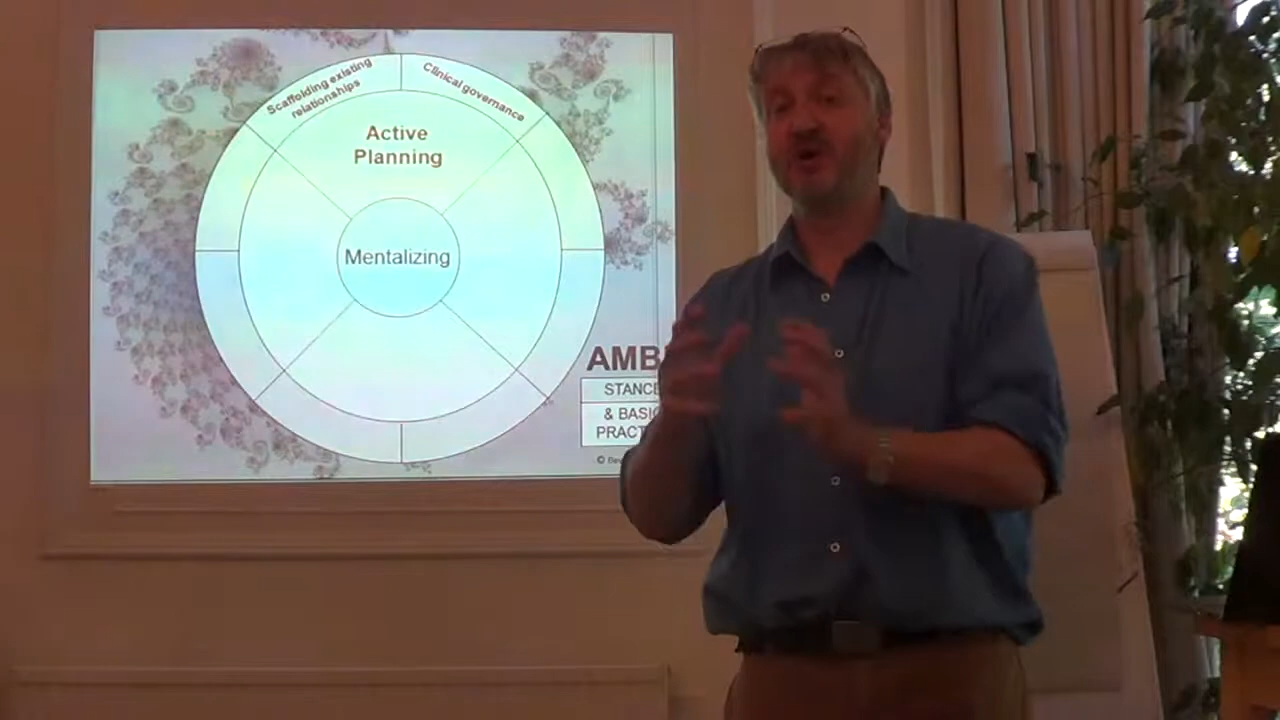 Scaffolding existing
relationships
Clinical governance
Active
Planning
Mentalizing
AMB
STANCE
& BASIC
PRACT
©